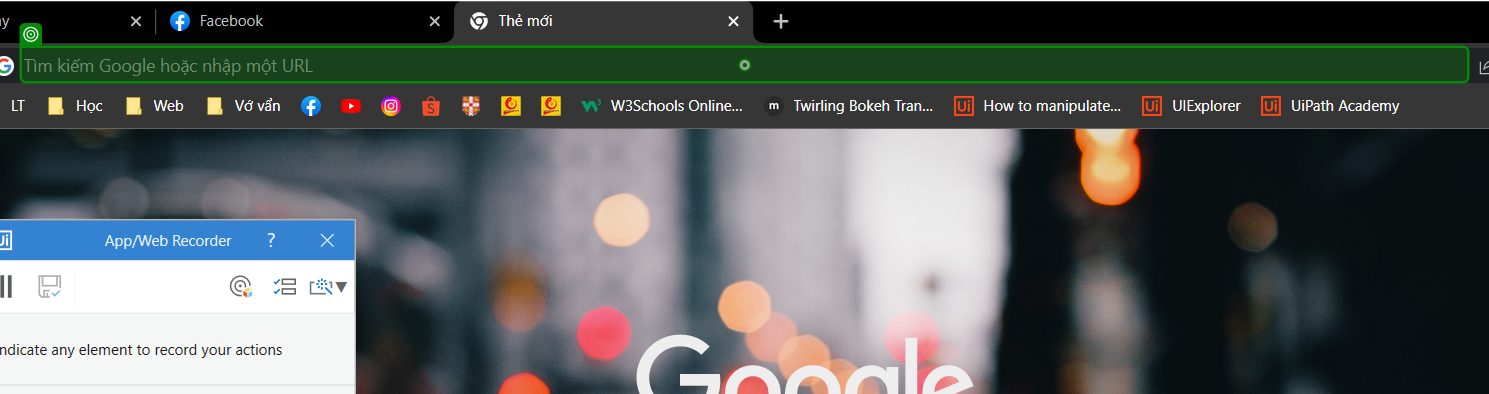 Facebook
Thẻ mới
Tìm kiếm Google hoặc nhập một URL
LT Học Web Vớ vẩn W3Schools Online... Twirling Bokeh Tran... How to manipulate... UIExplorer UiPath Academy
Ui App/Web Recorder ?
ndicate any element to record your actions
Google